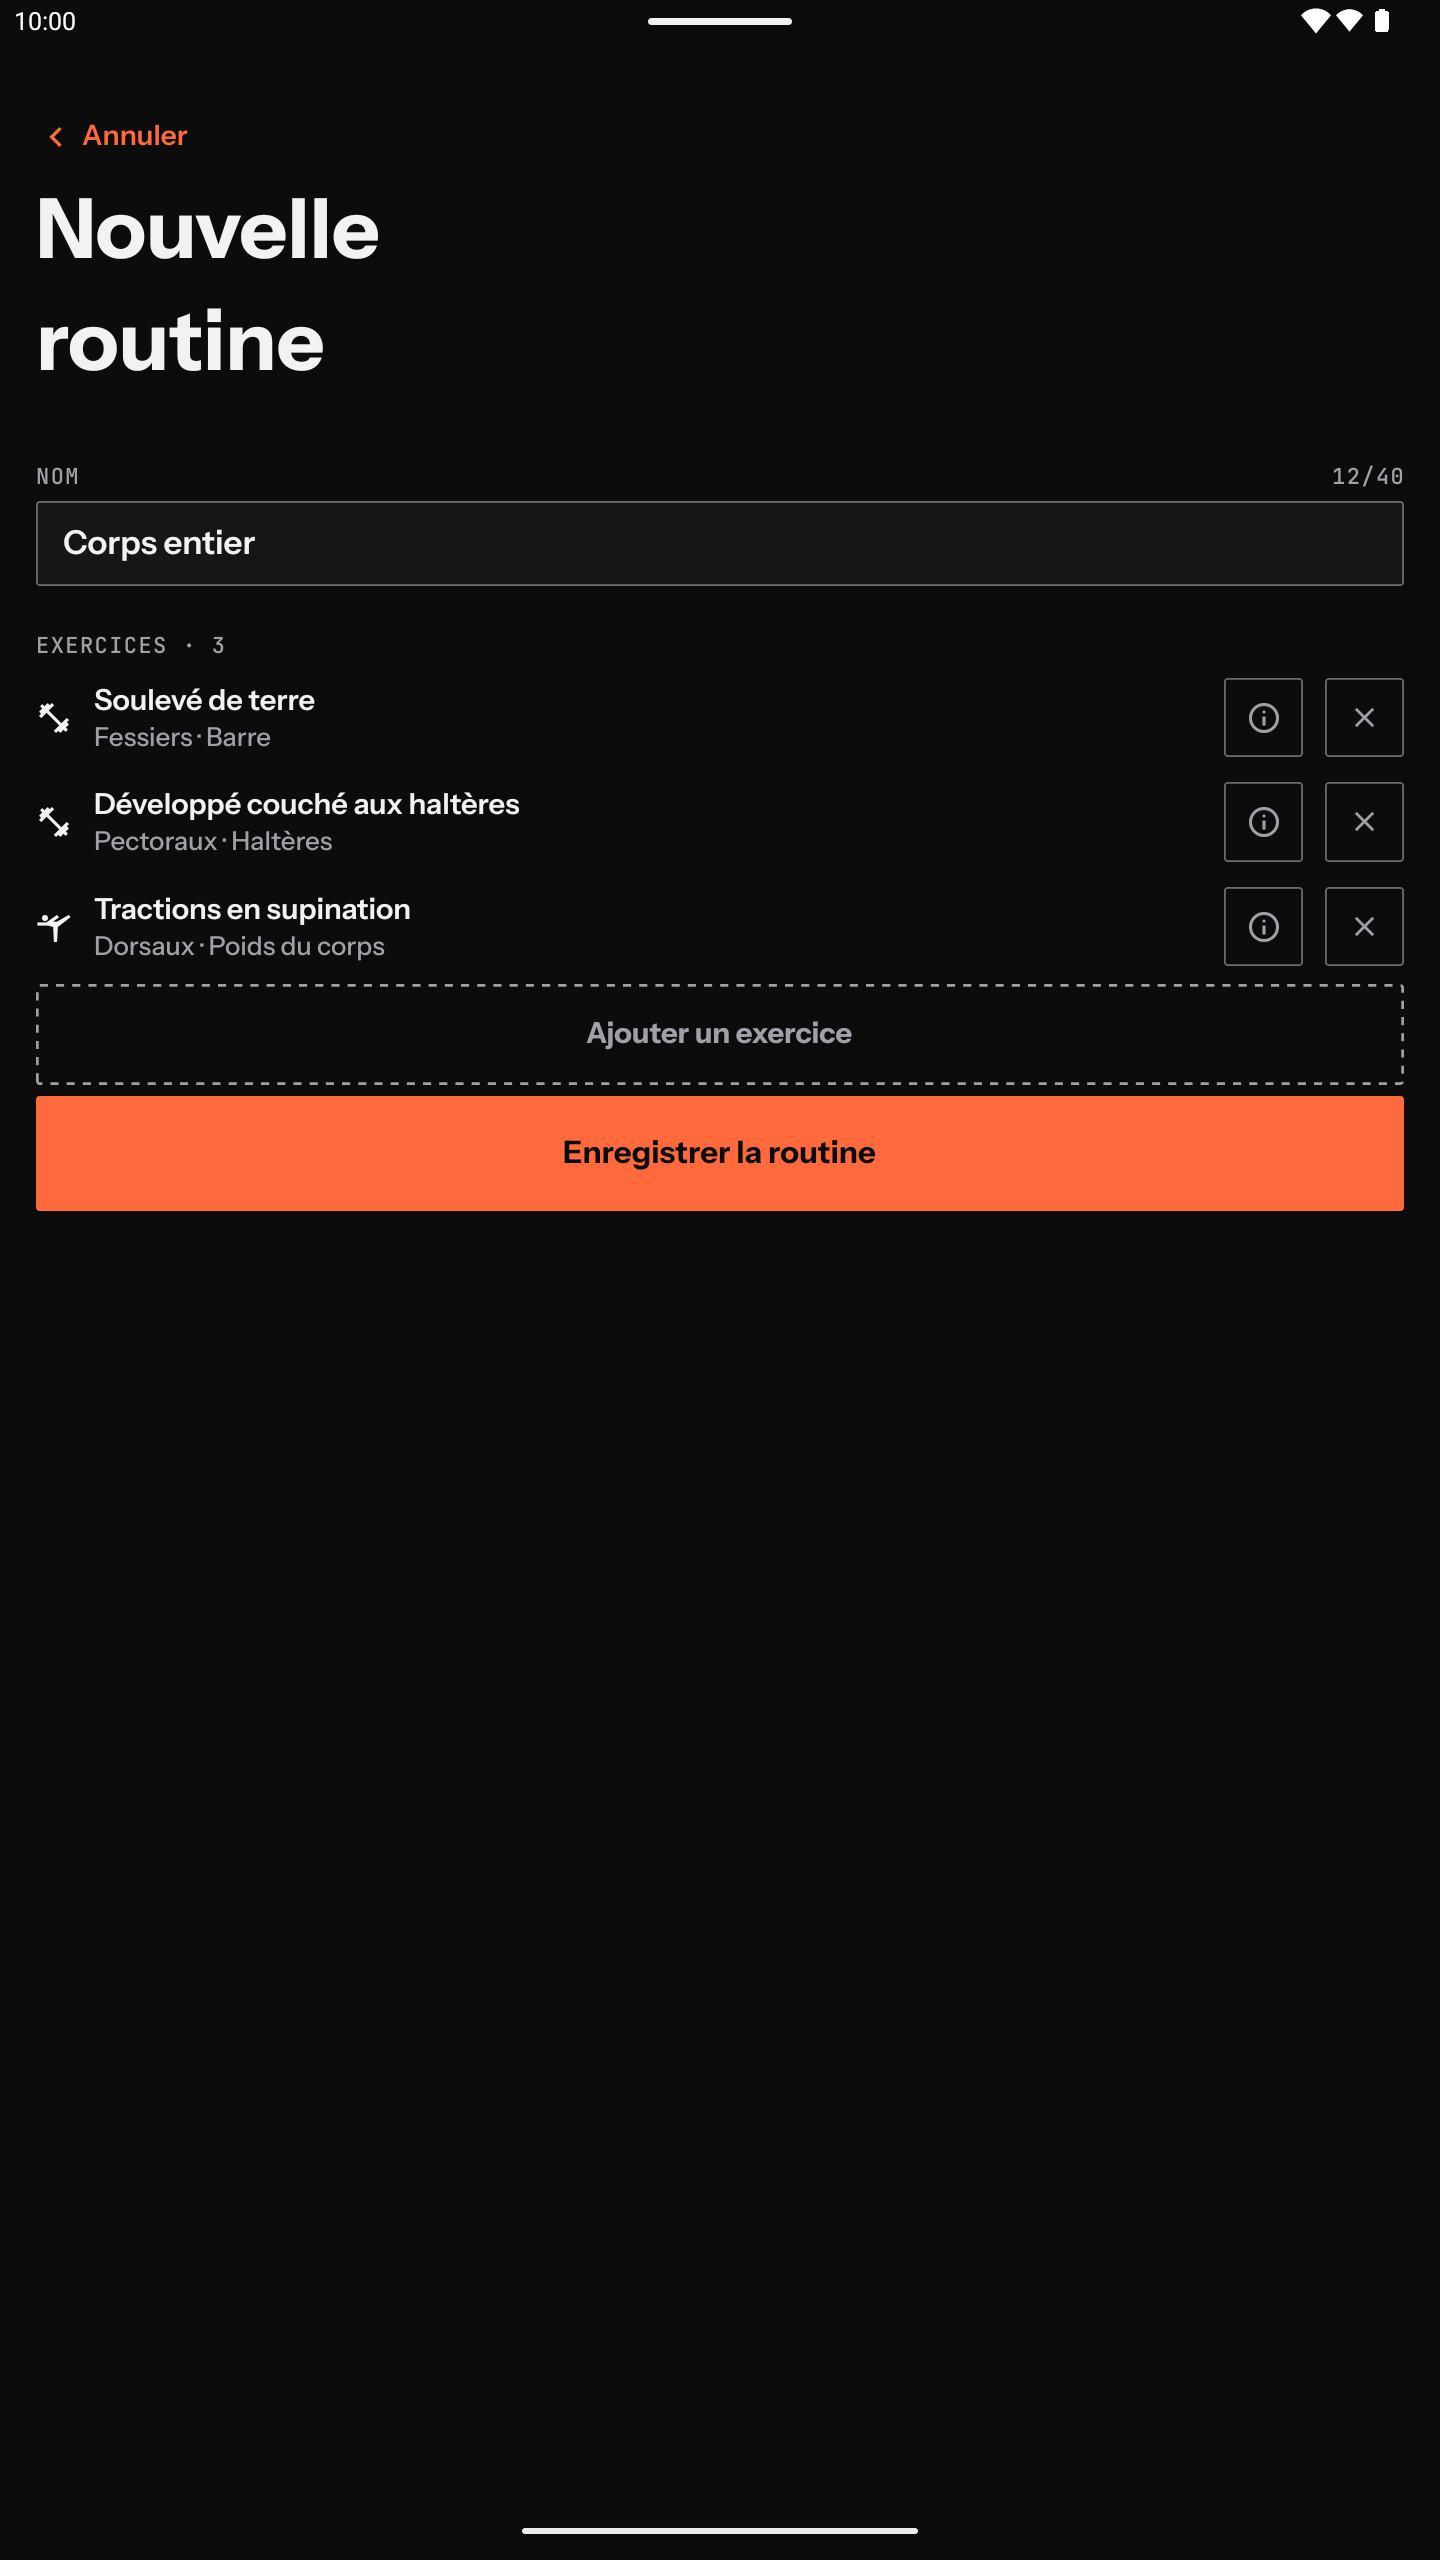 10:00
Annuler
Nouvelle
routine
NOM
12/40
Corps entier
EXERCICES · 3
Soulevé de terre
Fessiers · Barre
Développé couché aux haltères
Pectoraux · Haltères
Tractions en supination
Dorsaux · Poids du corps
Ajouter un exercice
Enregistrer la routine